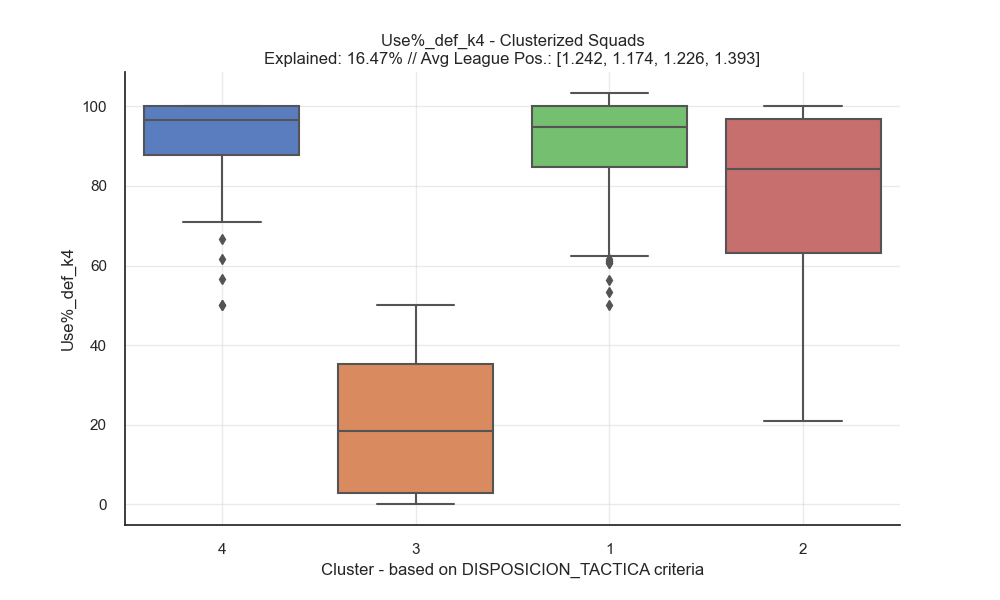 Use%_def_k4 - Clusterized Squads
Explained: 16.47% // Avg League Pos.: [1.242, 1.174, 1.226, 1.393]
Use%_def_k4
100
80
60
40
20
0
4 3 1 2
Cluster - based on DISPOSICION_TACTICA criteria